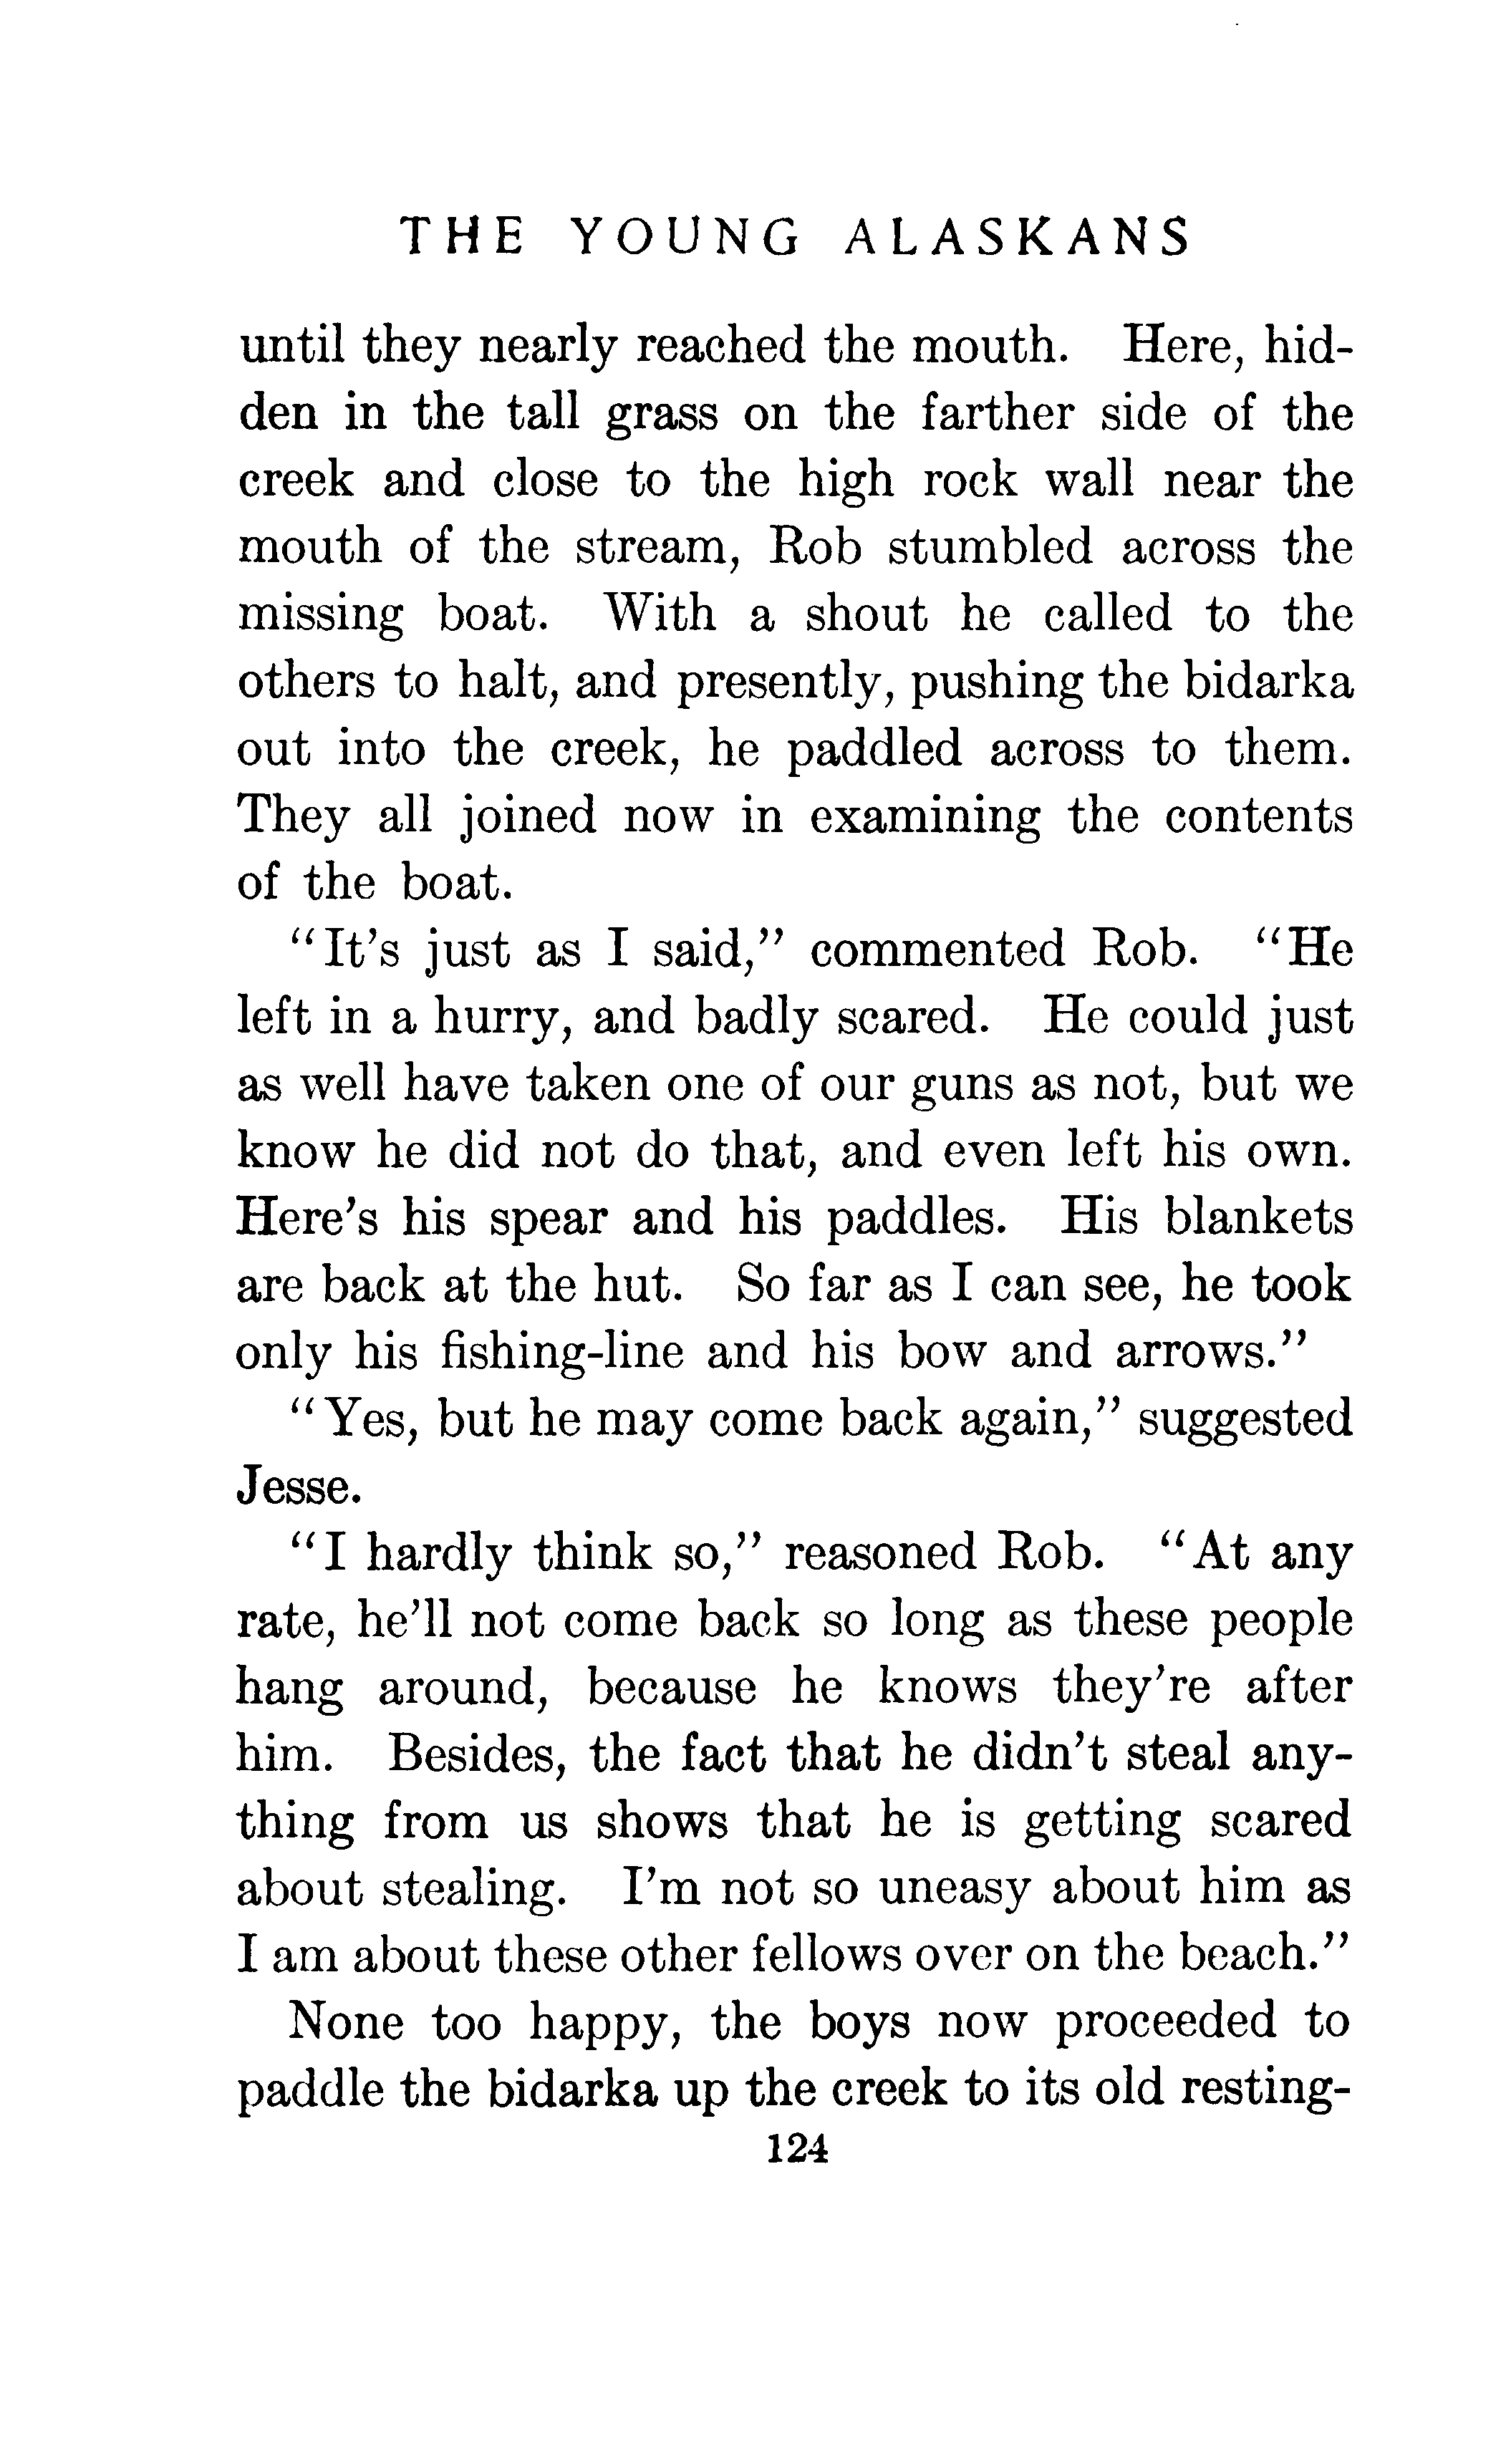 THE YOUNG ALASKANS
until they nearly reached the mouth. Here, hid-
den in the tall grass on the farther side of the
creek and close to the high rock wall near the
mouth of the stream, Rob stumbled across the
missing boat. With a shout he called to the
others to halt, and presently, pushing the bidarka
out into the creek, he paddled across to them.
They all joined now in examining the contents
of the boat.
"It's just as I said," commented Rob. "He
left in a hurry, and badly scared. He could just
as well have taken one of our guns as not, but we
know he did not do that, and even left his own.
Here's his spear and his paddles. His blankets
are back at the hut. So far as I can see, he took
only his fishing-line and his bow and arrows."
"Yes, but he may come back again," suggested
Jesse.
"I hardly think so," reasoned Rob. "At any
rate, he'll not come back so long as these people
hang around, because he knows they're after
him. Besides, the fact that he didn't steal any-
thing from us shows that he is getting scared
about stealing. I'm not so uneasy about him as
I am about these other fellows over on the beach."
None too happy, the boys now proceeded to
paddle the bidarka up the creek to its old resting-
124